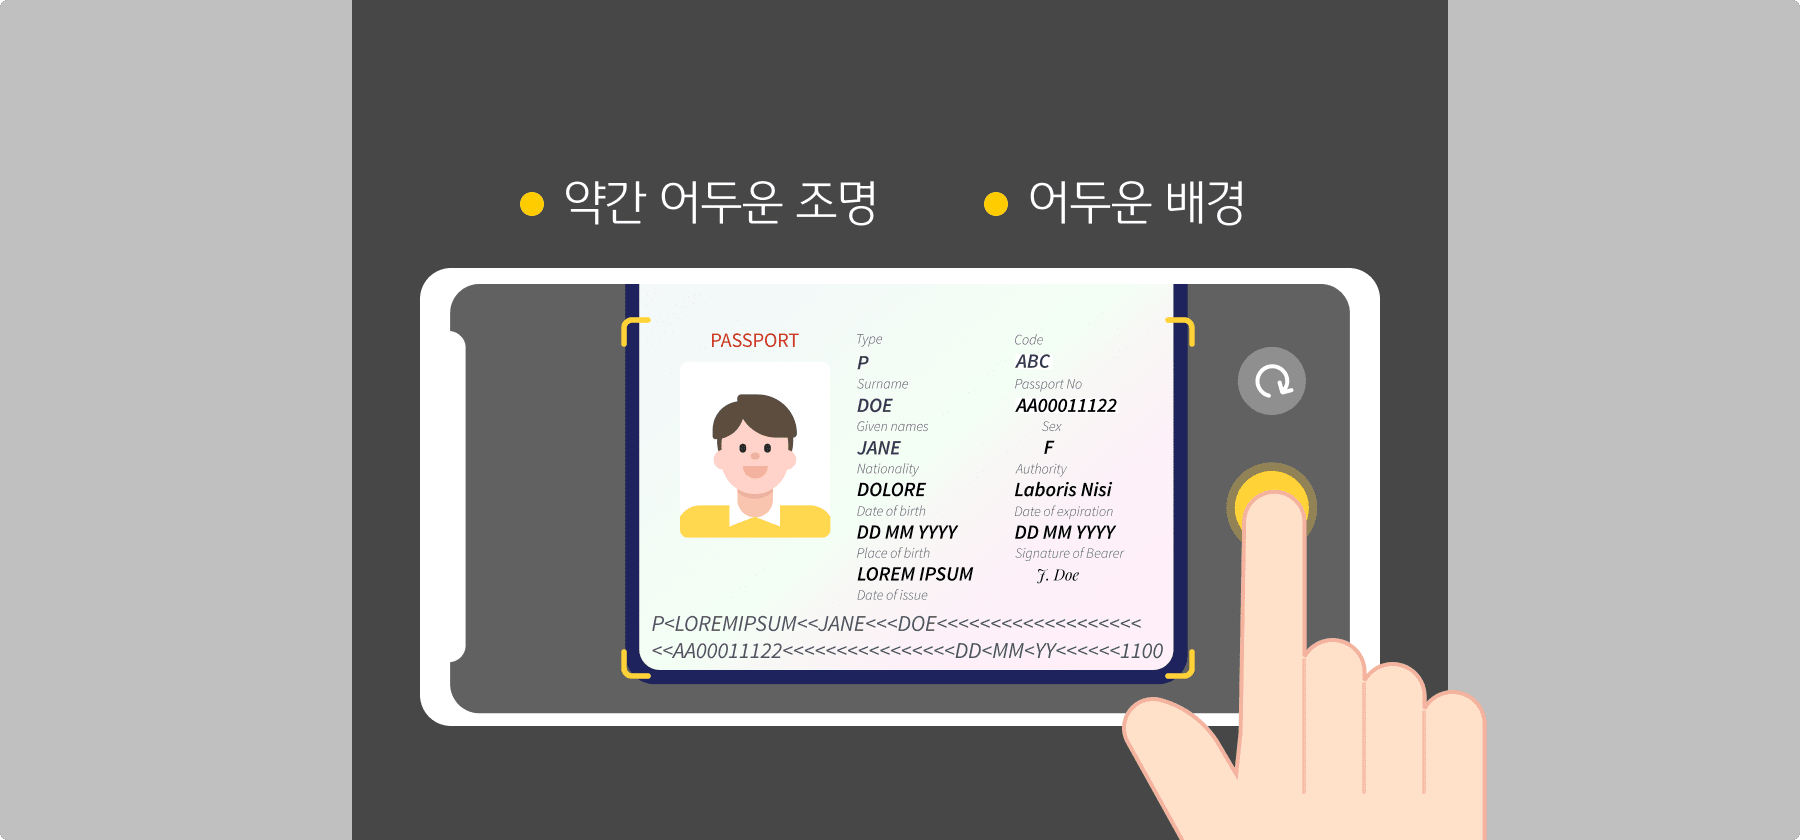 약간 어두운 조명 어두운 배경
PASSPORT
Type Code
P ABC
Surname Passport No
DOE AA00011122
Given names Sex
JANE F
Nationality Authority
DOLORE Laboris Nisi
Date of birth Date of expiration
DD MM YYYY DD MM YYYY
Place of birth Signature of Bearer
LOREM IPSUM J. Doe
Date of issue
P<LOREMIPSUM<<JANE<<<DOE<<<<<<<<<<<<<<<<<<<
<<AA00011122<<<<<<<<<<<<<<<<DD<MM<YY<<<<<<1100